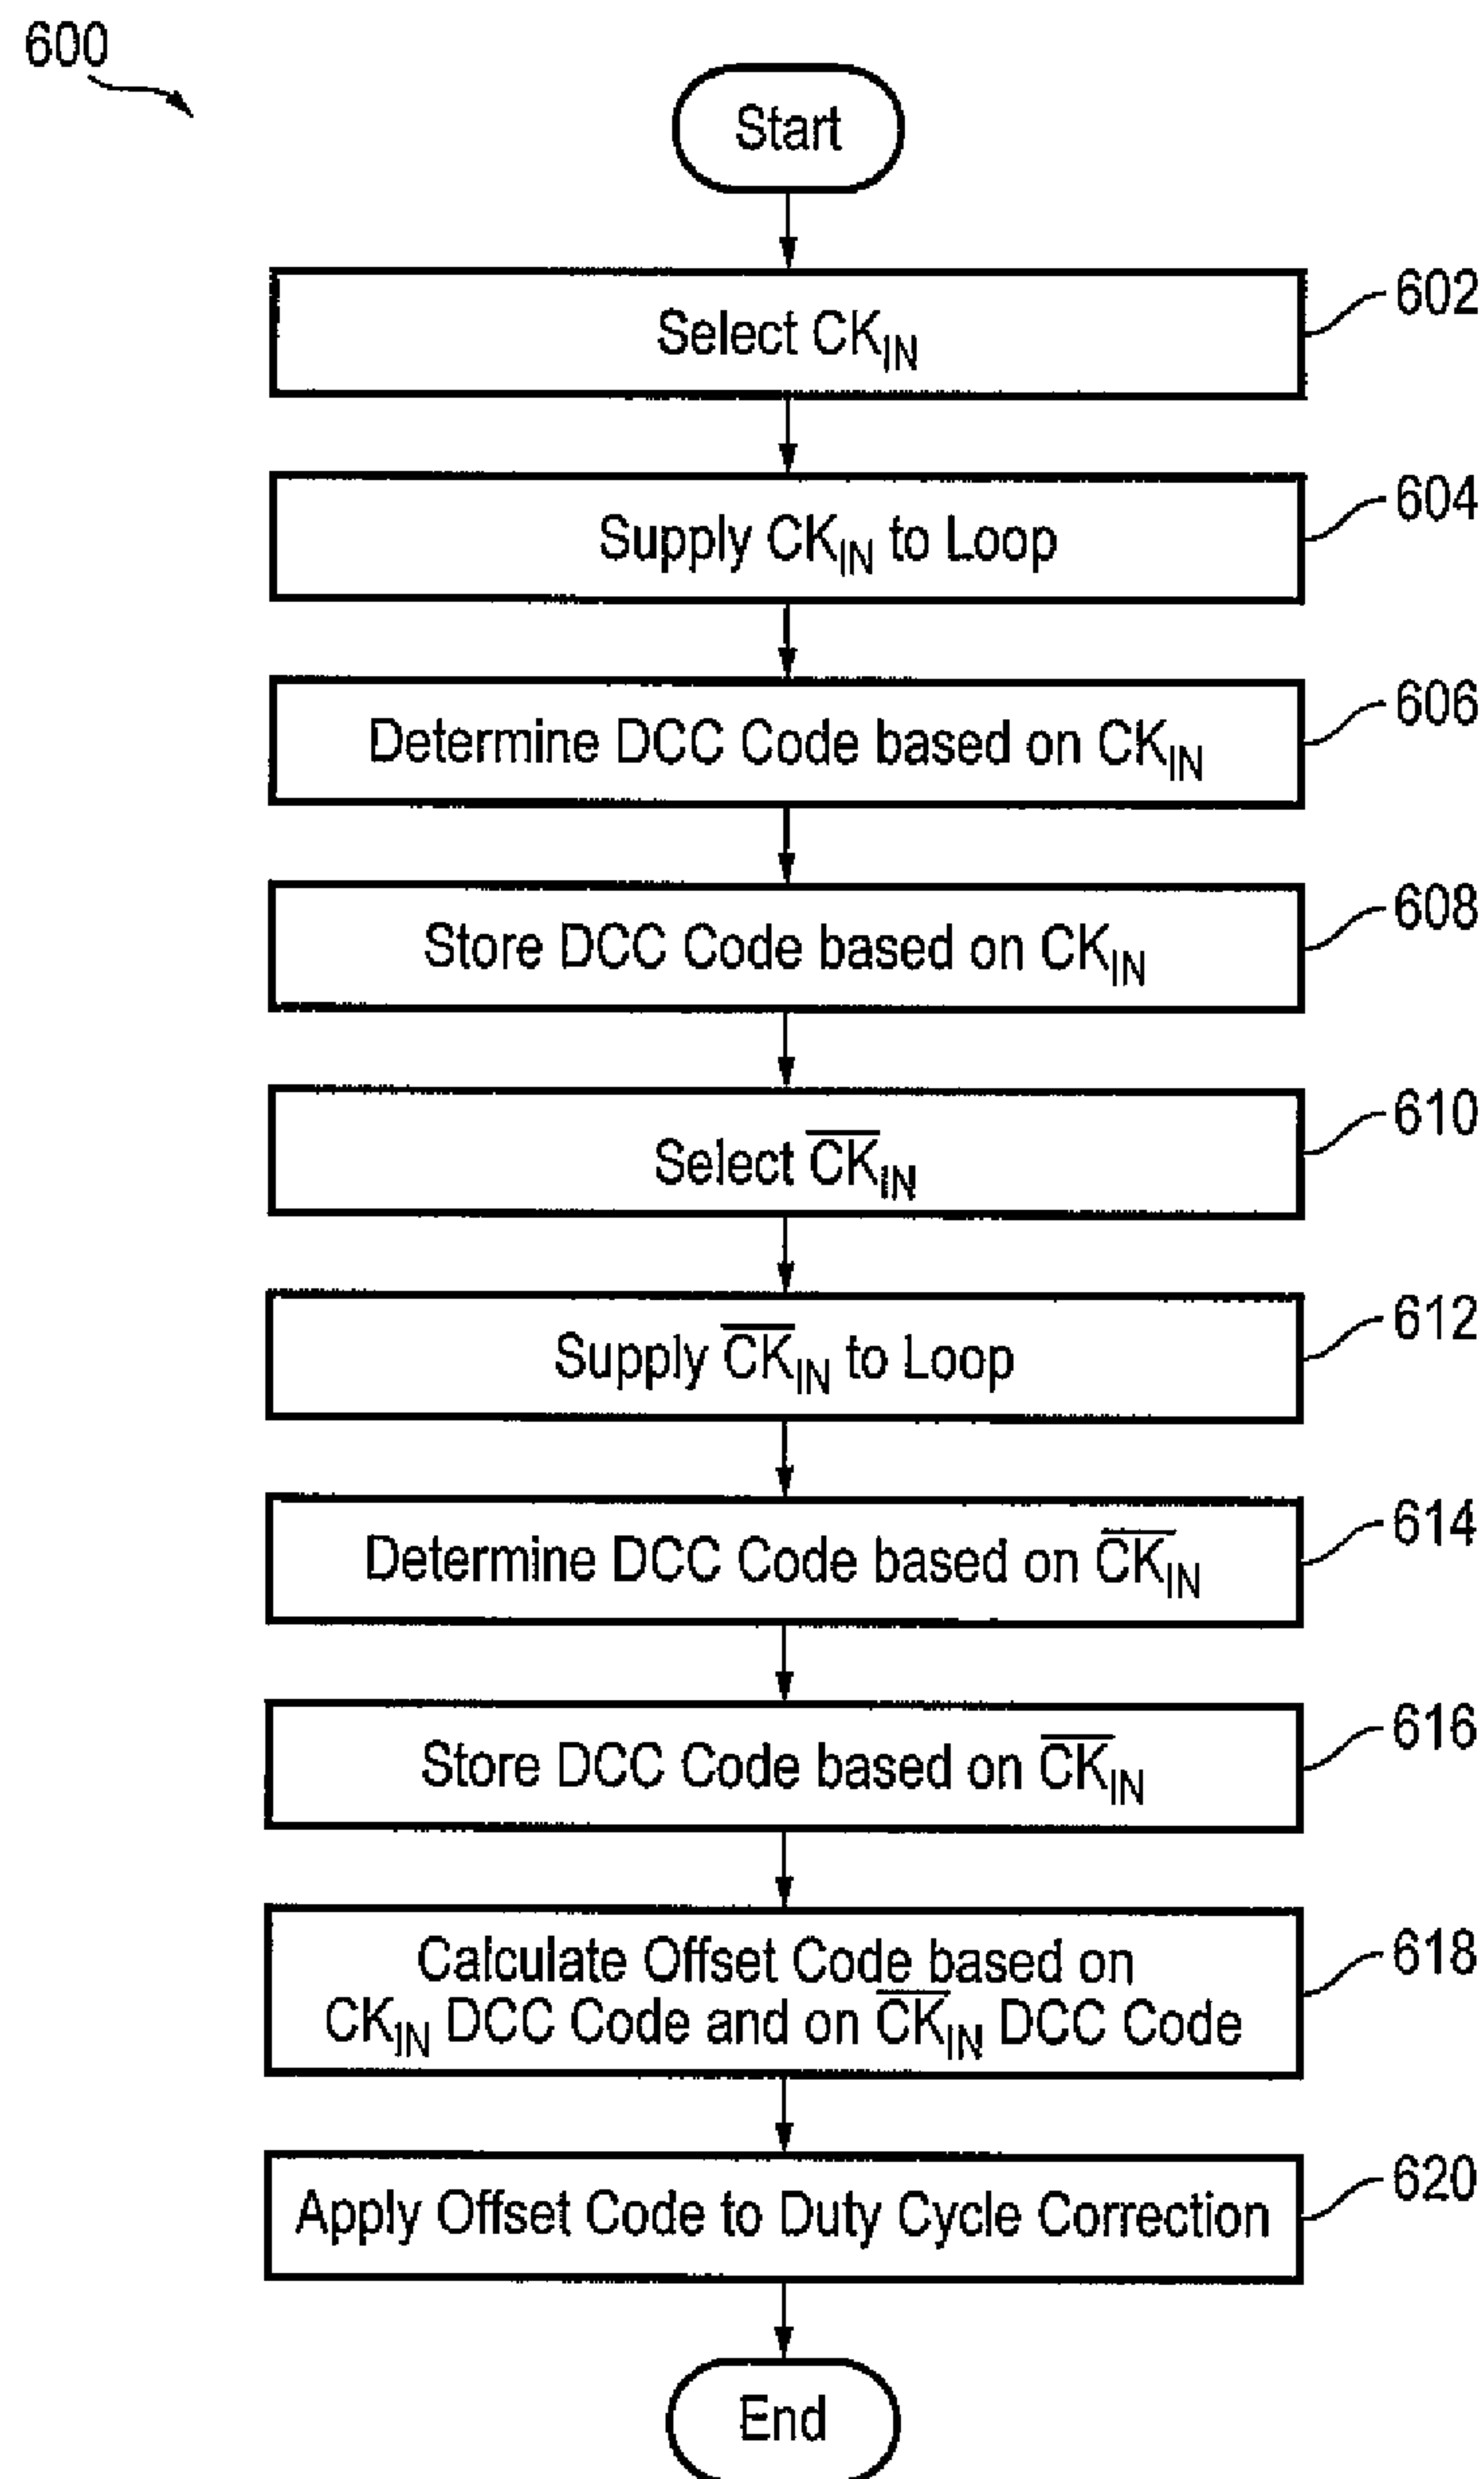 600
Start
Select CK_IN
602
Supply CK_IN to Loop
604
Determine DCC Code based on CK_IN
606
Store DCC Code based on CK_IN
608
Select C̅K̅_IN
610
Supply C̅K̅_IN to Loop
612
Determine DCC Code based on C̅K̅_IN
614
Store DCC Code based on C̅K̅_IN
616
Calculate Offset Code based on
CK_IN DCC Code and on C̅K̅_IN DCC Code
618
Apply Offset Code to Duty Cycle Correction
620
End